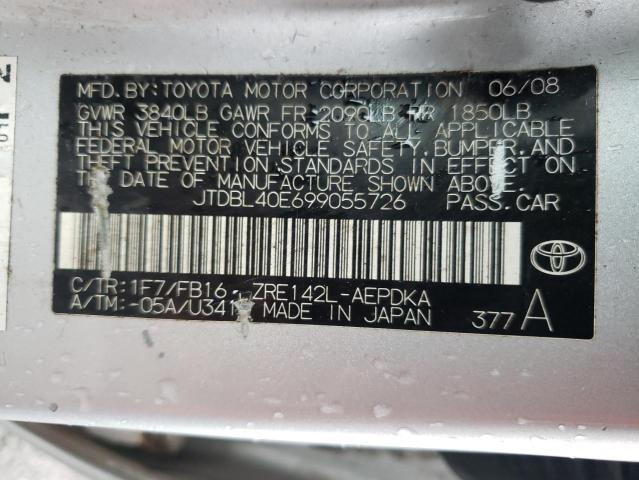 MFD. BY: TOYOTA MOTOR CORPORATION 06/08
GVWR 3840LB GAWR FR 2090LB RR 1850LB
THIS VEHICLE CONFORMS TO ALL APPLICABLE
FEDERAL MOTOR VEHICLE SAFETY, BUMPER, AND
THEFT PREVENTION STANDARDS IN EFFECT ON
THE DATE OF MANUFACTURE SHOWN ABOVE.
JTDBL40E699055726 PASS.CAR
C/TR:1F7/FB16 ZRE142L-AEPDKA
A/TM:-05A/U341 MADE IN JAPAN 377A